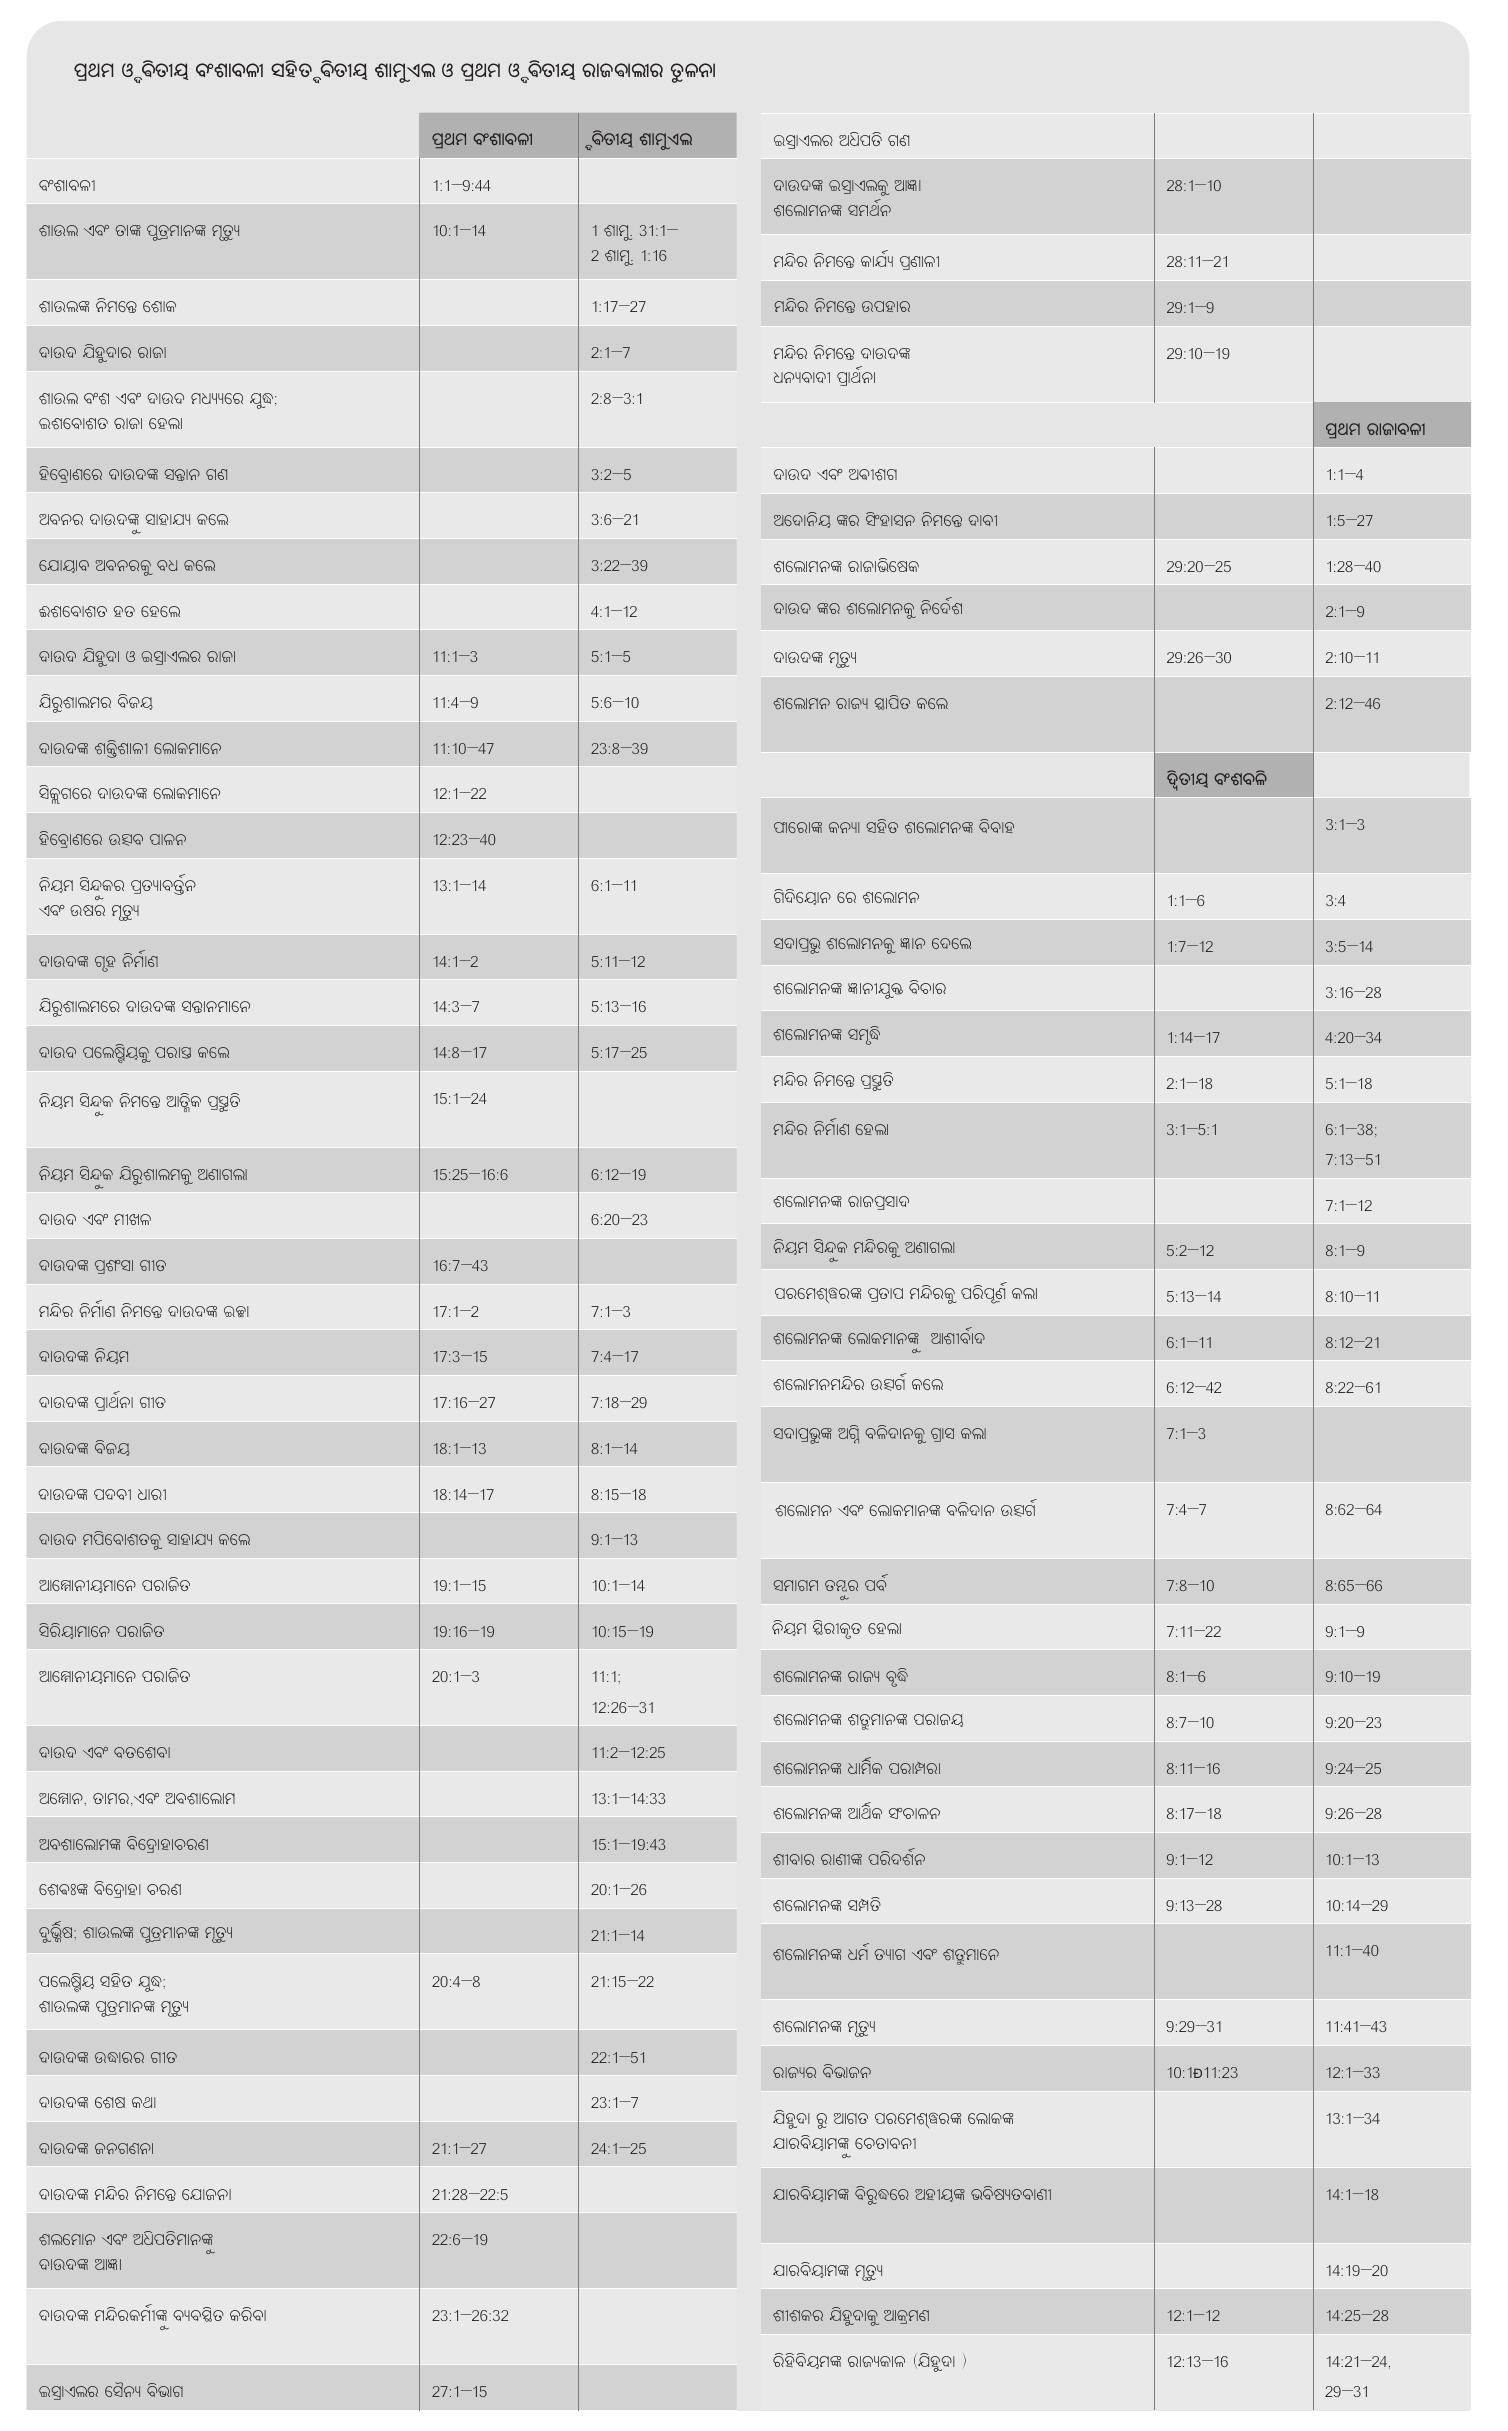 ପ୍ରଥମ ଓ ଦ୍ବିତୀୟ ବଂଶାବଳୀ ସହିତ ଦ୍ବିତୀୟ ଶାମୁଏଲ ଓ ପ୍ରଥମ ଓ ଦ୍ବିତୀୟ ରାଜବାଲୀର ତୁଳନା
ପ୍ରଥମ ବଂଶାବଳୀ ଦ୍ବିତୀୟ ଶାମୁଏଲ
ବଂଶାବଳୀ 1:1—9:44
ଶାଉଲ ଏବଂ ତାଙ୍କ ପୁତ୍ରମାନଙ୍କ ମୃତ୍ୟୁ 10:1—14 1 ଶାମୁ. 31:1—
2 ଶାମୁ. 1:16
ଶାଉଲଙ୍କ ନିମନ୍ତେ ଶୋକ 1:17—27
ଦାଉଦ ଯିହୁଦାର ରାଜା 2:1—7
ଶାଉଲ ବଂଶ ଏବଂ ଦାଉଦ ମଧ୍ୟ୍ୟରେ ଯୁଦ୍ଧ; 2:8—3:1
ଇଶବୋଶତ ରାଜା ହେଲା
ହିବ୍ରୋଣରେ ଦାଉଦଙ୍କ ସନ୍ତାନ ଗଣ 3:2—5
ଅବନର ଦାଉଦଙ୍କୁ ସାହାଯ୍ୟ କଲେ 3:6—21
ଯୋୟାବ ଅବନରକୁ ବଧ କଲେ 3:22—39
ଈଶବୋଶତ ହତ ହେଲେ 4:1—12
ଦାଉଦ ଯିହୁଦା ଓ ଇସ୍ରାଏଲର ରାଜା 11:1—3 5:1—5
ଯିରୁଶାଲମର ବିଜୟ 11:4—9 5:6—10
ଦାଉଦଙ୍କ ଶକ୍ତିଶାଳୀ ଲୋକମାନେ 11:10—47 23:8—39
ସିକ୍ଲଗରେ ଦାଉଦଙ୍କ ଲୋକମାନେ 12:1—22
ହିବ୍ରୋଣରେ ଉତ୍ସବ ପାଳନ 12:23—40
ନିୟମ ସିନ୍ଦୁକର ପ୍ରତ୍ୟାବର୍ତ୍ତନ 13:1—14 6:1—11
ଏବଂ ଉଷର ମୃତ୍ୟୁ
ଦାଉଦଙ୍କ ଗୃହ ନିର୍ମାଣ 14:1—2 5:11—12
ଯିରୁଶାଲମରେ ଦାଉଦଙ୍କ ସନ୍ତାନମାନେ 14:3—7 5:13—16
ଦାଉଦ ପଲେଷ୍ଟିୟକୁ ପରାସ୍ତ କଲେ 14:8—17 5:17—25
ନିୟମ ସିନ୍ଦୁକ ନିମନ୍ତେ ଆତ୍ମିକ ପ୍ରସ୍ତୁତି 15:1—24
ନିୟମ ସିନ୍ଦୁକ ଯିରୁଶାଲମକୁ ଅଣାଗଲା 15:25—16:6 6:12—19
ଦାଉଦ ଏବଂ ମୀଖଳ 6:20—23
ଦାଉଦଙ୍କ ପ୍ରଶଂସା ଗୀତ 16:7—43
ମନ୍ଦିର ନିର୍ମାଣ ନିମନ୍ତେ ଦାଉଦଙ୍କ ଇଚ୍ଛା 17:1—2 7:1—3
ଦାଉଦଙ୍କ ନିୟମ 17:3—15 7:4—17
ଦାଉଦଙ୍କ ପ୍ରାର୍ଥନା ଗୀତ 17:16—27 7:18—29
ଦାଉଦଙ୍କ ବିଜୟ 18:1—13 8:1—14
ଦାଉଦଙ୍କ ପଦବୀ ଧାରୀ 18:14—17 8:15—18
ଦାଉଦ ମପିବୋଶତକୁ ସାହାଯ୍ୟ କଲେ 9:1—13
ଆମ୍ମୋନୀୟମାନେ ପରାଜିତ 19:1—15 10:1—14
ସିରିୟାମାନେ ପରାଜିତ 19:16—19 10:15—19
ଆମ୍ମୋନୀୟମାନେ ପରାଜିତ 20:1—3 11:1;
12:26—31
ଦାଉଦ ଏବଂ ବତଶେବା 11:2—12:25
ଅମ୍ମୋନ, ତାମର,ଏବଂ ଅବଶାଲୋମ 13:1—14:33
ଅବଶାଲୋମଙ୍କ ବିଦ୍ରୋହାଚରଣ 15:1—19:43
ଶେବଃଙ୍କ ବିଦ୍ରୋହା ଚରଣ 20:1—26
ଦୁର୍ଭିକ୍ଷ; ଶାଉଲଙ୍କ ପୁତ୍ରମାନଙ୍କ ମୃତ୍ୟୁ 21:1—14
ପଲେଷ୍ଟିୟ ସହିତ ଯୁଦ୍ଧ; 20:4—8 21:15—22
ଶାଉଲଙ୍କ ପୁତ୍ରମାନଙ୍କ ମୃତ୍ୟୁ
ଦାଉଦଙ୍କ ଉଦ୍ଧାରର ଗୀତ 22:1—51
ଦାଉଦଙ୍କ ଶେଷ କଥା 23:1—7
ଦାଉଦଙ୍କ ଜନଗଣନା 21:1—27 24:1—25
ଦାଉଦଙ୍କ ମନ୍ଦିର ନିମନ୍ତେ ଯୋଜନା 21:28—22:5
ଶଲମୋନ ଏବଂ ଅଧିପତିମାନଙ୍କୁ 22:6—19
ଦାଉଦଙ୍କ ଆଜ୍ଞା
ଦାଉଦଙ୍କ ମନ୍ଦିରକର୍ମୀଙ୍କୁ ବ୍ୟବସ୍ଥିତ କରିବା 23:1—26:32
ଇସ୍ରାଏଲର ସୈନ୍ୟ ବିଭାଗ 27:1—15
ଇସ୍ରାଏଲର ଅଧିପତି ଗଣ
ଦାଉଦଙ୍କ ଇସ୍ରାଏଲକୁ ଆଜ୍ଞା 28:1—10
ଶଲୋମନଙ୍କ ସମର୍ଥନ
ମନ୍ଦିର ନିମନ୍ତେ କାର୍ଯ୍ୟ ପ୍ରଣାଳୀ 28:11—21
ମନ୍ଦିର ନିମନ୍ତେ ଉପହାର 29:1—9
ମନ୍ଦିର ନିମନ୍ତେ ଦାଉଦଙ୍କ 29:10—19
ଧନ୍ୟବାଦୀ ପ୍ରାର୍ଥନା
ପ୍ରଥମ ରାଜାବଳୀ
ଦାଉଦ ଏବଂ ଅବୀଶଗ 1:1—4
ଅଦୋନିୟ ଙ୍କର ସିଂହାସନ ନିମନ୍ତେ ଦାବୀ 1:5—27
ଶଲୋମନଙ୍କ ରାଜାଭିଷେକ 29:20—25 1:28—40
ଦାଉଦ ଙ୍କର ଶଲୋମନକୁ ନିର୍ଦେଶ 2:1—9
ଦାଉଦଙ୍କ ମୃତ୍ୟୁ 29:26—30 2:10—11
ଶଲୋମନ ରାଜ୍ୟ ସ୍ଥାପିତ କଲେ 2:12—46
ଦ୍ୱିତୀୟ ବଂଶବଳି
ଫାରୋଙ୍କ କନ୍ୟା ସହିତ ଶଲୋମନଙ୍କ ବିବାହ 3:1—3
ଗିଦିୟୋନ ରେ ଶଲୋମନ 1:1—6 3:4
ସଦାପ୍ରଭୁ ଶଲୋମନକୁ ଜ୍ଞାନ ଦେଲେ 1:7—12 3:5—14
ଶଲୋମନଙ୍କ ଜ୍ଞାନୀଯୁକ୍ତ ବିଚାର 3:16—28
ଶଲୋମନଙ୍କ ସମୃଦ୍ଧି 1:14—17 4:20—34
ମନ୍ଦିର ନିମନ୍ତେ ପ୍ରସ୍ତୁତି 2:1—18 5:1—18
ମନ୍ଦିର ନିର୍ମାଣ ହେଲା 3:1—5:1 6:1—38;
7:13—51
ଶଲୋମନଙ୍କ ରାଜପ୍ରସାଦ 7:1—12
ନିୟମ ସିନ୍ଦୁକ ମନ୍ଦିରକୁ ଅଣାଗଲା 5:2—12 8:1—9
ପରମେଶ୍ୱରଙ୍କ ପ୍ରତାପ ମନ୍ଦିରକୁ ପରିପୂର୍ଣ କଲା 5:13—14 8:10—11
ଶଲୋମନଙ୍କ ଲୋକମାନଙ୍କୁ ଆଶୀର୍ବାଦ 6:1—11 8:12—21
ଶଲୋମନମନ୍ଦିର ଉତ୍ସର୍ଗ କଲେ 6:12—42 8:22—61
ସଦାପ୍ରଭୁଙ୍କ ଅଗ୍ନି ବଳିଦାନକୁ ଗ୍ରାସ କଲା 7:1—3
ଶଲୋମନ ଏବଂ ଲୋକମାନଙ୍କ ବଳିଦାନ ଉତ୍ସର୍ଗ 7:4—7 8:62—64
ସମାଗମ ତମ୍ବୁର ପର୍ବ 7:8—10 8:65—66
ନିୟମ ସ୍ଥିରୀକୃତ ହେଲା 7:11—22 9:1—9
ଶଲୋମନଙ୍କ ରାଜ୍ୟ ବୃଦ୍ଧି 8:1—6 9:10—19
ଶଲୋମନଙ୍କ ଶତ୍ରୁମାନଙ୍କ ପରାଜୟ 8:7—10 9:20—23
ଶଲୋମନଙ୍କ ଧାର୍ମିକ ପରାମ୍ପରା 8:11—16 9:24—25
ଶଲୋମନଙ୍କ ଆର୍ଥିକ ସଂଚାଳନ 8:17—18 9:26—28
ଶୀବାର ରାଣୀଙ୍କ ପରିଦର୍ଶନ 9:1—12 10:1—13
ଶଲୋମନଙ୍କ ସମ୍ପତି 9:13—28 10:14—29
ଶଲୋମନଙ୍କ ଧର୍ମ ତ୍ୟାଗ ଏବଂ ଶତ୍ରୁମାନେ 11:1—40
ଶଲୋମନଙ୍କ ମୃତ୍ୟୁ 9:29—31 11:41—43
ରାଜ୍ୟର ବିଭାଜନ 10:1Ð11:23 12:1—33
ଯିହୁଦା ରୁ ଆଗତ ପରମେଶ୍ୱରଙ୍କ ଲୋକଙ୍କ 13:1—34
ଯାରବିୟାମଙ୍କୁ ଚେତାବନୀ
ଯାରବିୟାମଙ୍କ ବିରୁଦ୍ଧରେ ଅହୀୟଙ୍କ ଭବିଷ୍ୟତବାଣୀ 14:1—18
ଯାରବିୟାମଙ୍କ ମୃତ୍ୟୁ 14:19—20
ଶୀଶକର ଯିହୁଦାକୁ ଆକ୍ରମଣ 12:1—12 14:25—28
ରିହିବିୟମଙ୍କ ରାଜ୍ୟକାଳ (ଯିହୁଦା ) 12:13—16 14:21—24,
29—31